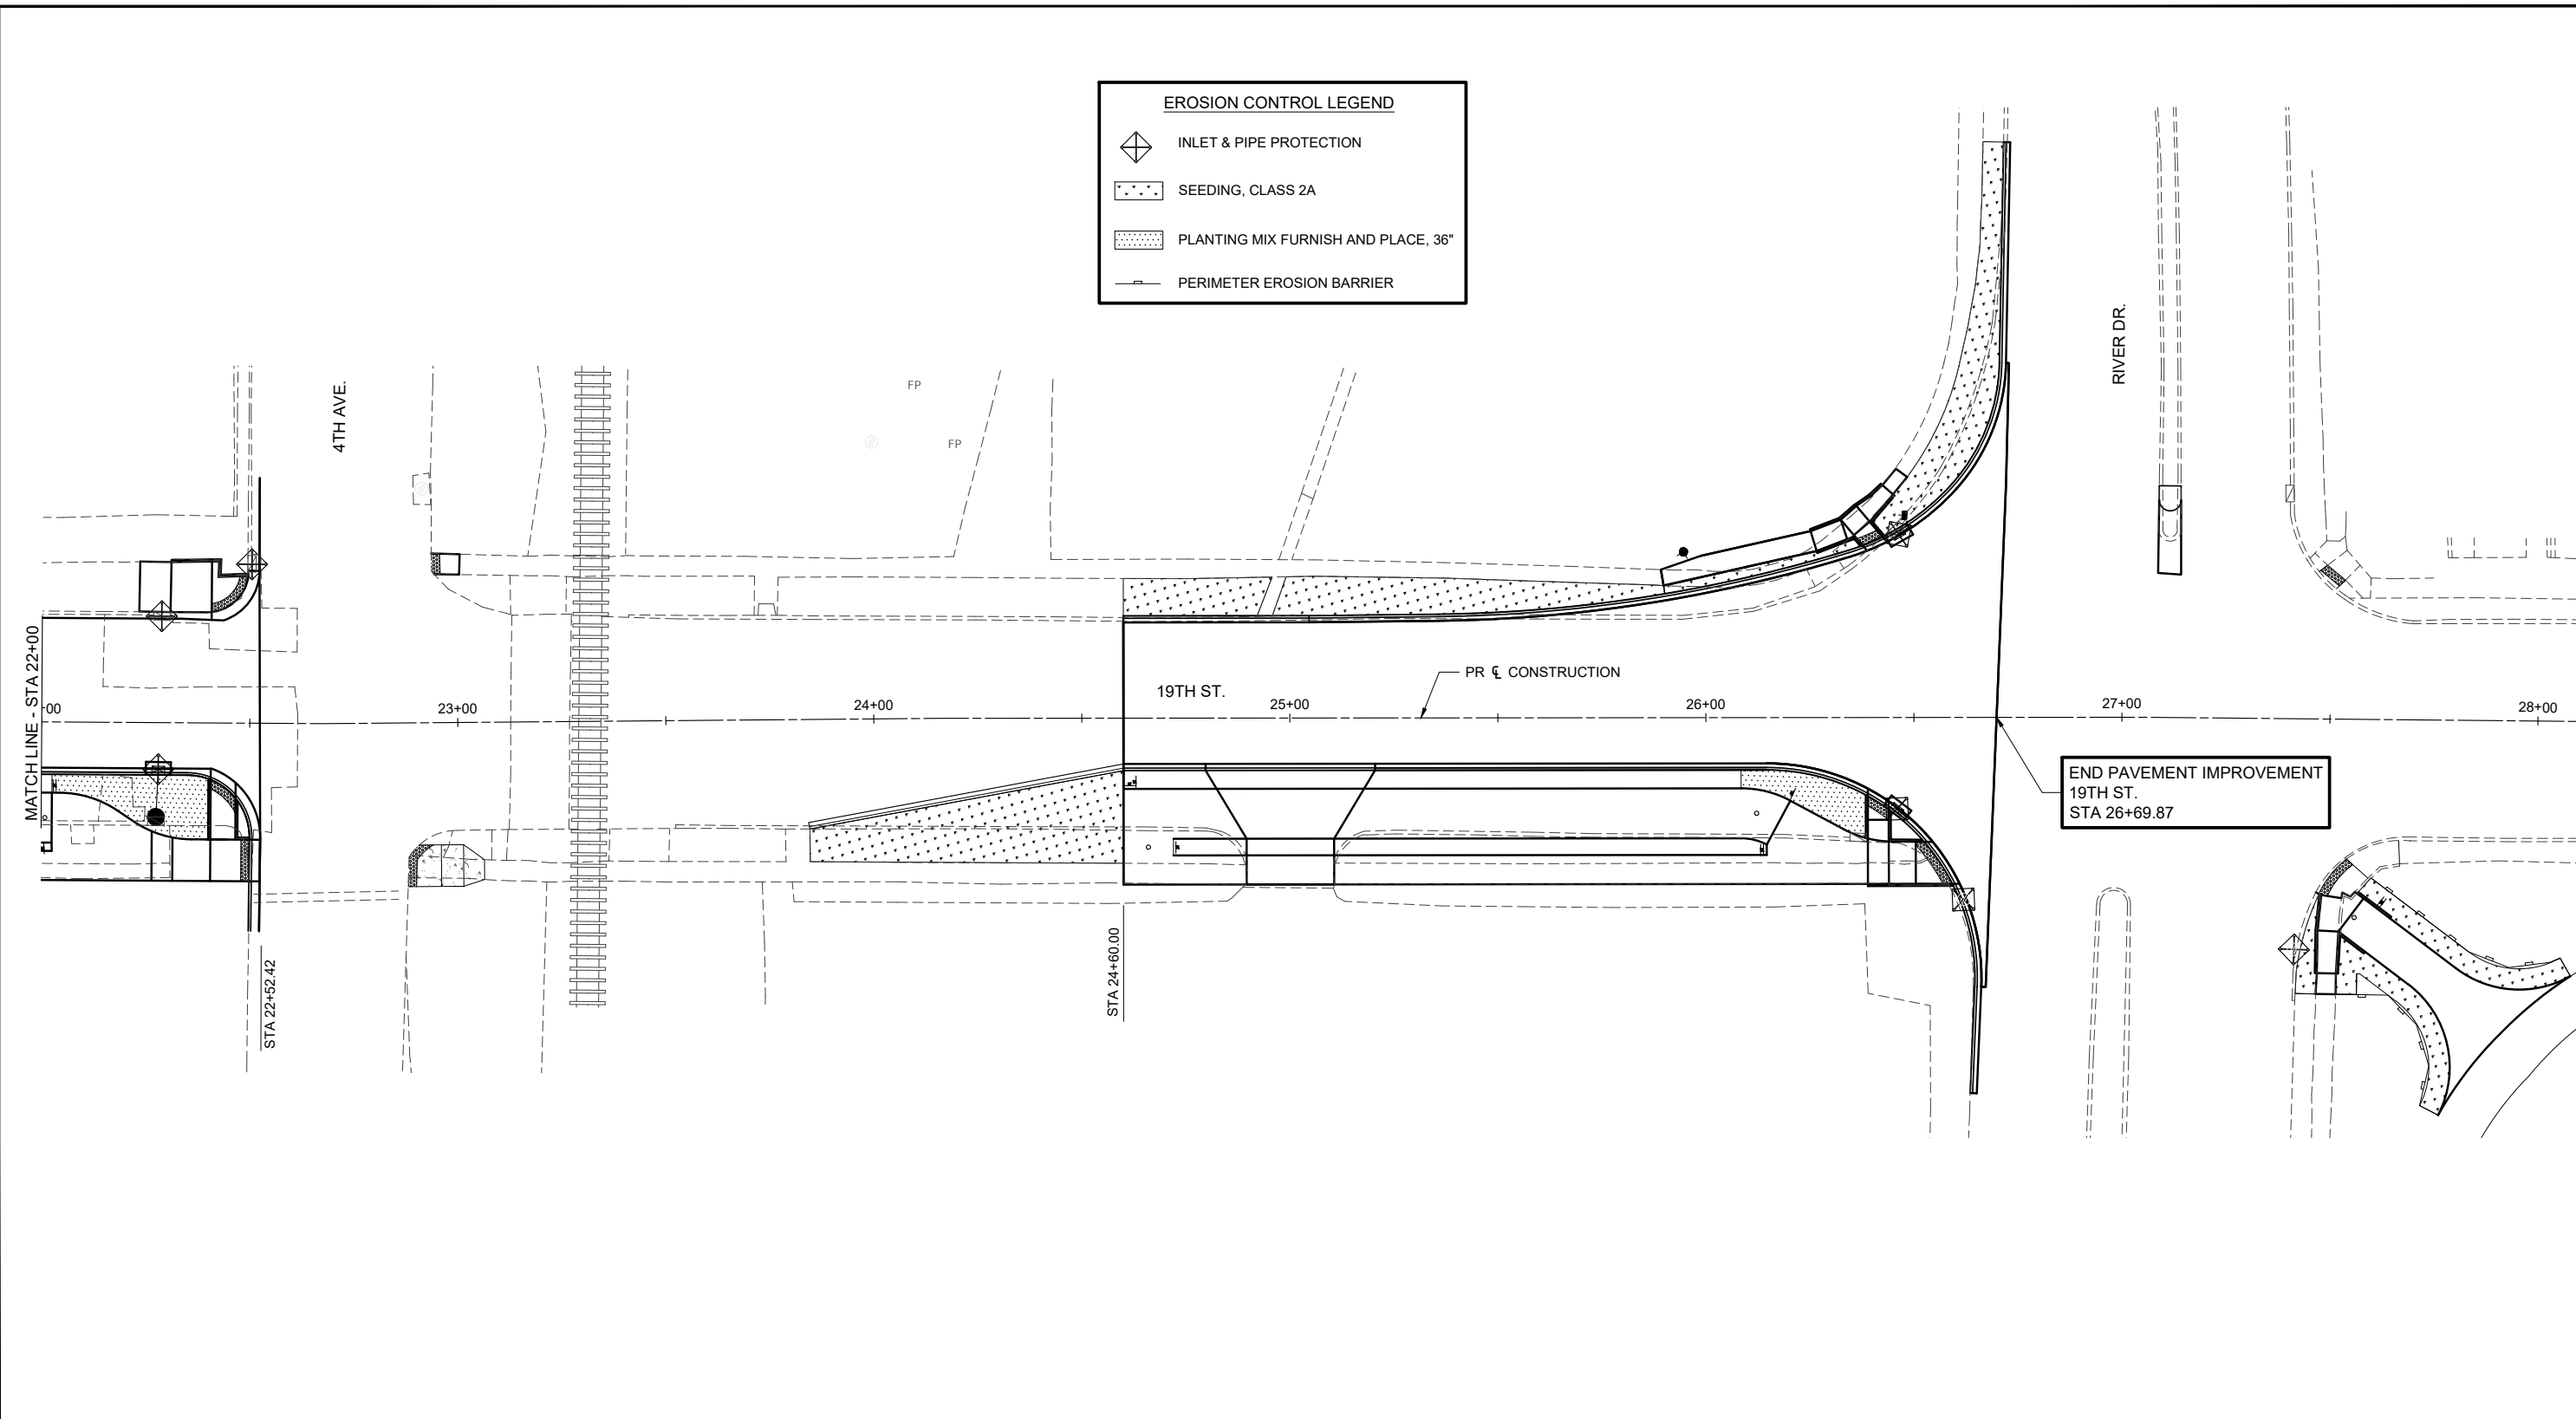 EROSION CONTROL LEGEND
INLET & PIPE PROTECTION
SEEDING, CLASS 2A
PLANTING MIX FURNISH AND PLACE, 36"
PERIMETER EROSION BARRIER
4TH AVE.
RIVER DR.
FP
FP
MATCH LINE - STA 22+00
+00
23+00
24+00
25+00
26+00
27+00
28+00
19TH ST.
PR ℄ CONSTRUCTION
END PAVEMENT IMPROVEMENT
19TH ST.
STA 26+69.87
STA 22+52.42
STA 24+60.00